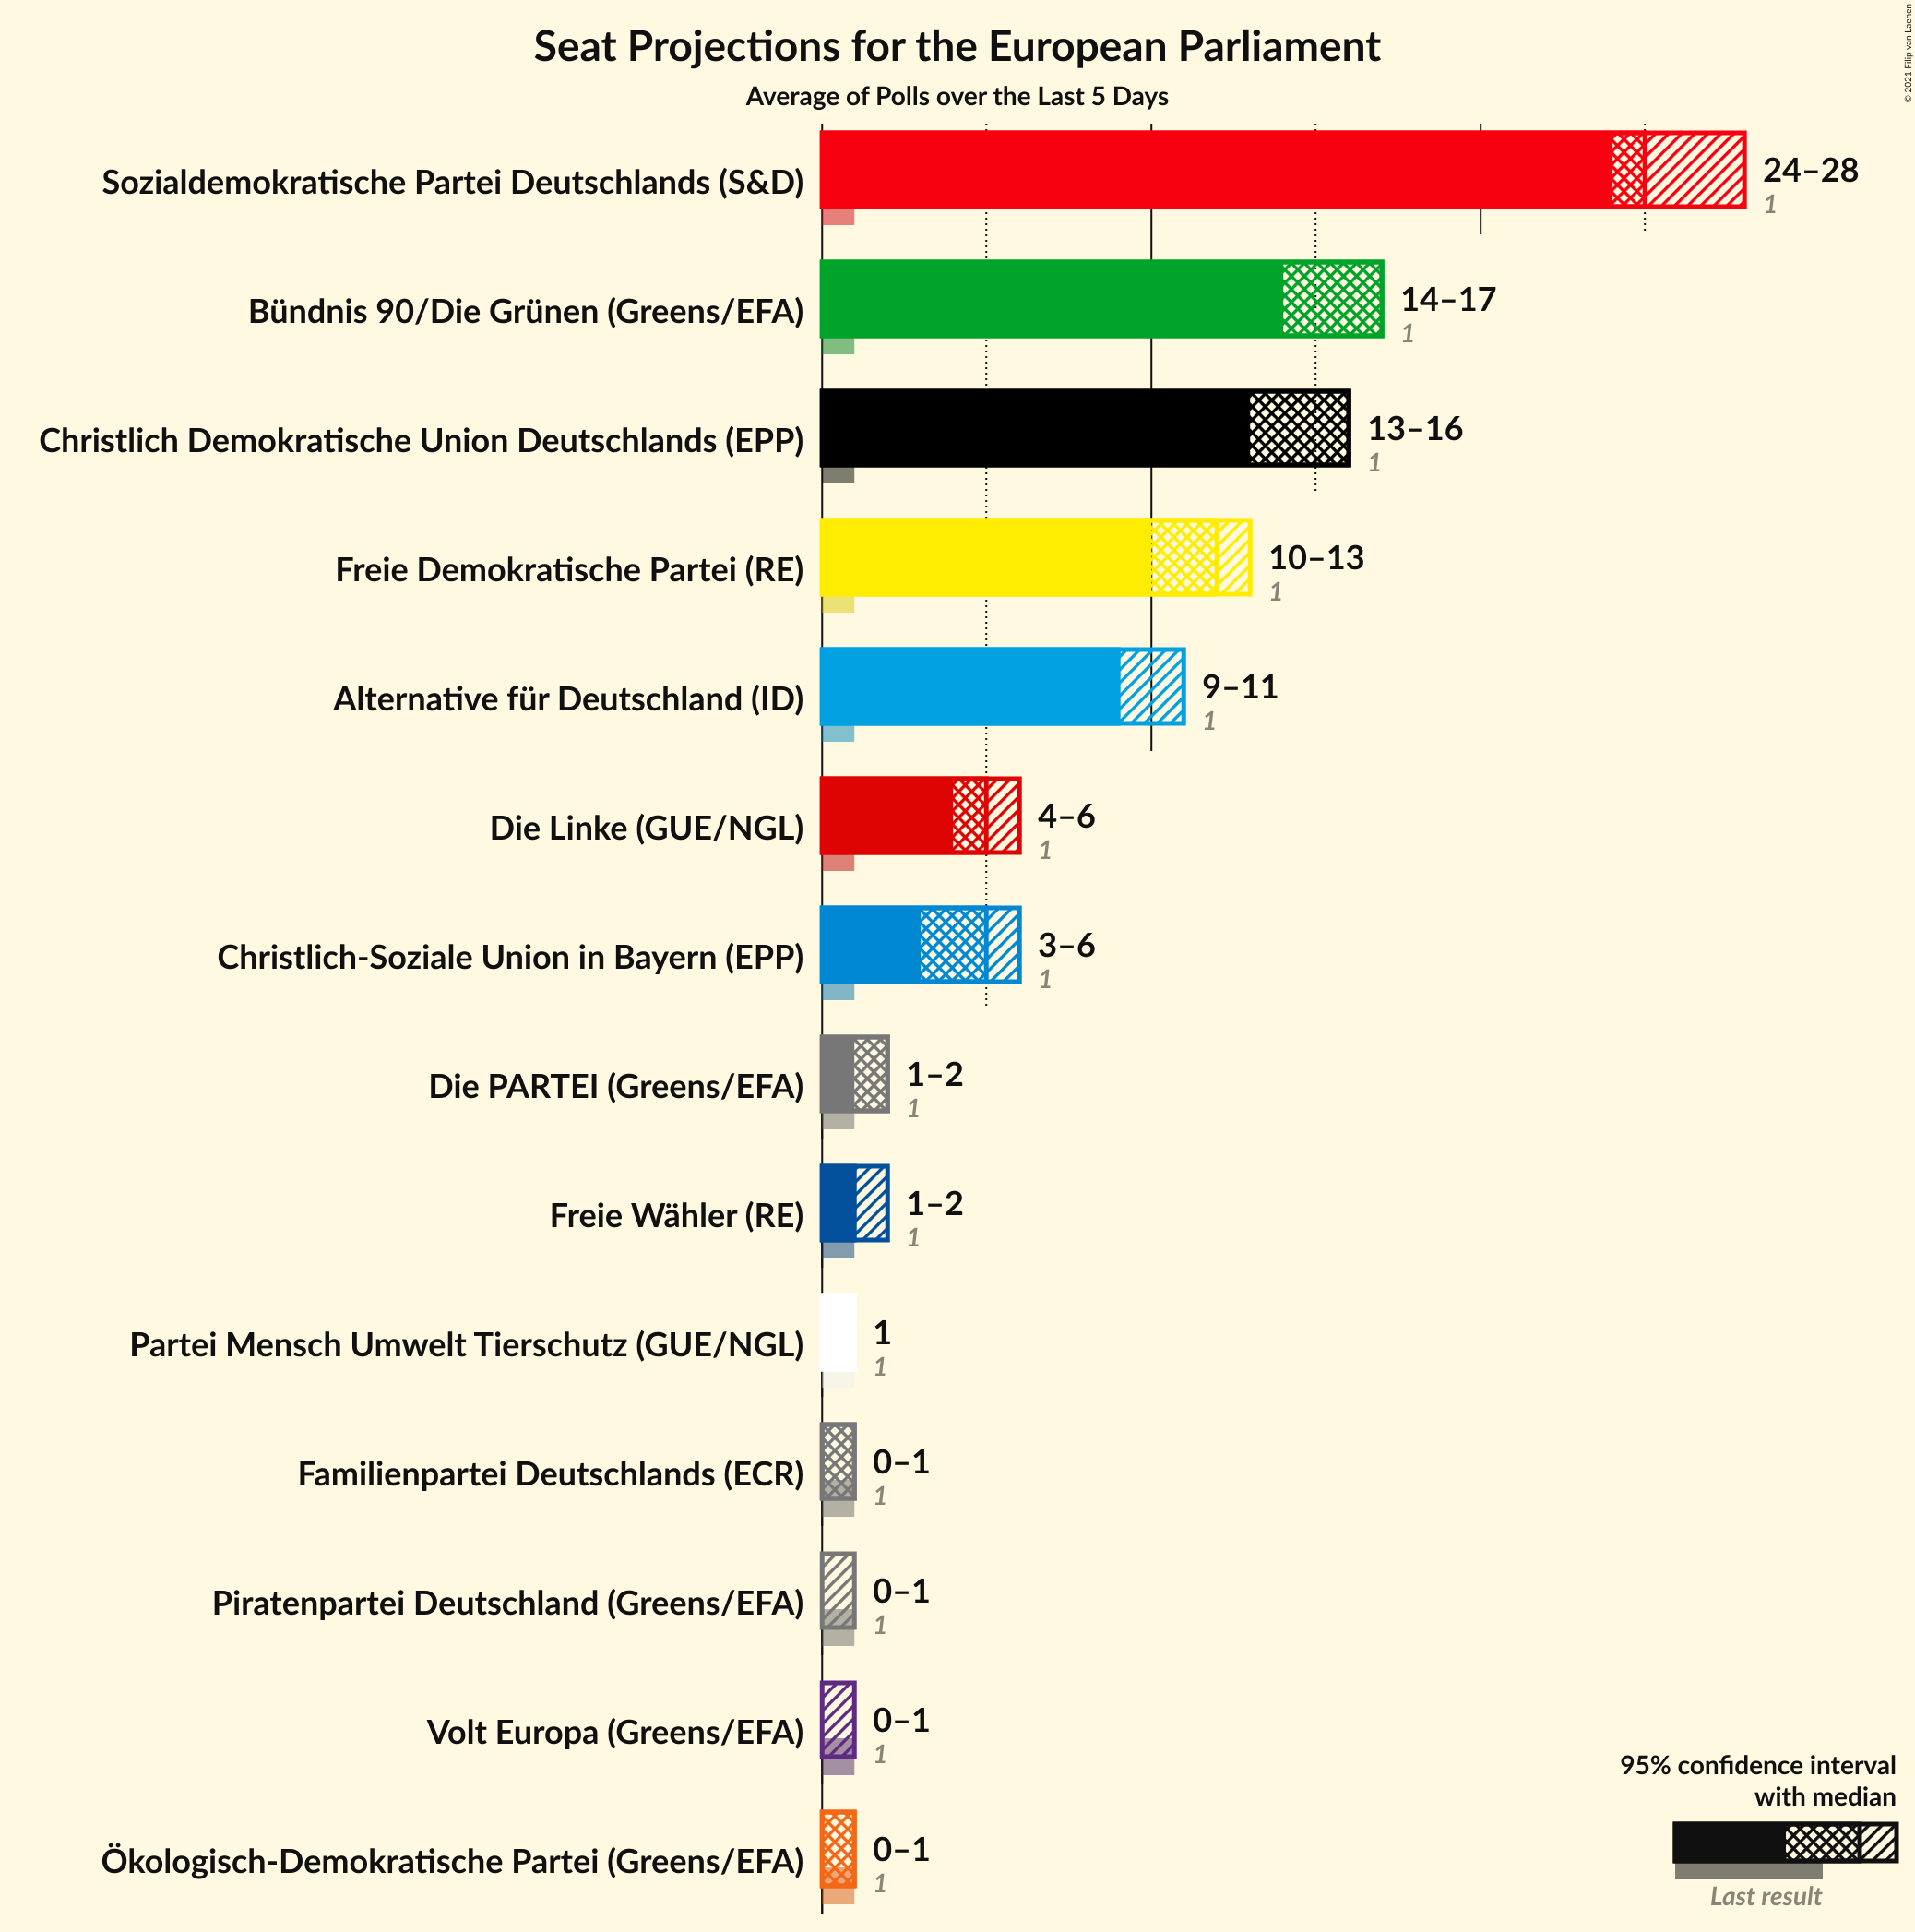 Seat Projections for the European Parliament
Average of Polls over the Last 5 Days
© 2021 Filip van Laenen
Sozialdemokratische Partei Deutschlands (S&D)
24–28
1
Bündnis 90/Die Grünen (Greens/EFA)
14–17
1
Christlich Demokratische Union Deutschlands (EPP)
13–16
1
Freie Demokratische Partei (RE)
10–13
1
Alternative für Deutschland (ID)
9–11
1
Die Linke (GUE/NGL)
4–6
1
Christlich-Soziale Union in Bayern (EPP)
3–6
1
Die PARTEI (Greens/EFA)
1–2
1
Freie Wähler (RE)
1–2
1
Partei Mensch Umwelt Tierschutz (GUE/NGL)
1
1
Familienpartei Deutschlands (ECR)
0–1
1
Piratenpartei Deutschland (Greens/EFA)
0–1
1
Volt Europa (Greens/EFA)
0–1
1
Ökologisch-Demokratische Partei (Greens/EFA)
0–1
1
95% confidence interval
with median
Last result